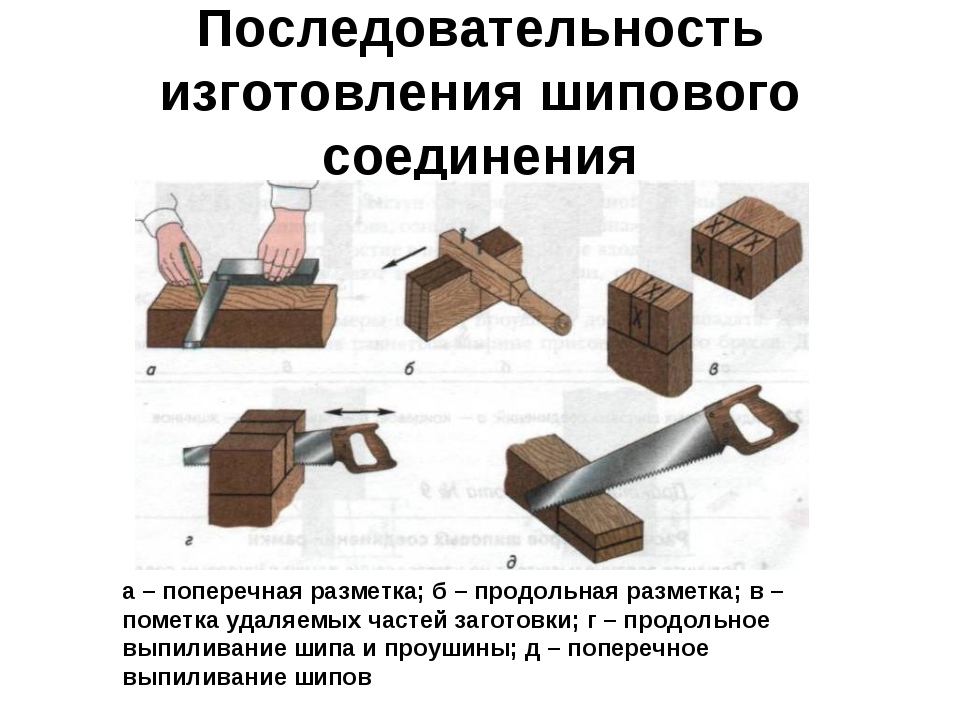 Последовательность
изготовления шипового
соединения
а
б
в
г
д
а – поперечная разметка; б – продольная разметка; в –
пометка удаляемых частей заготовки; г – продольное
выпиливание шипа и проушины; д – поперечное
выпиливание шипов